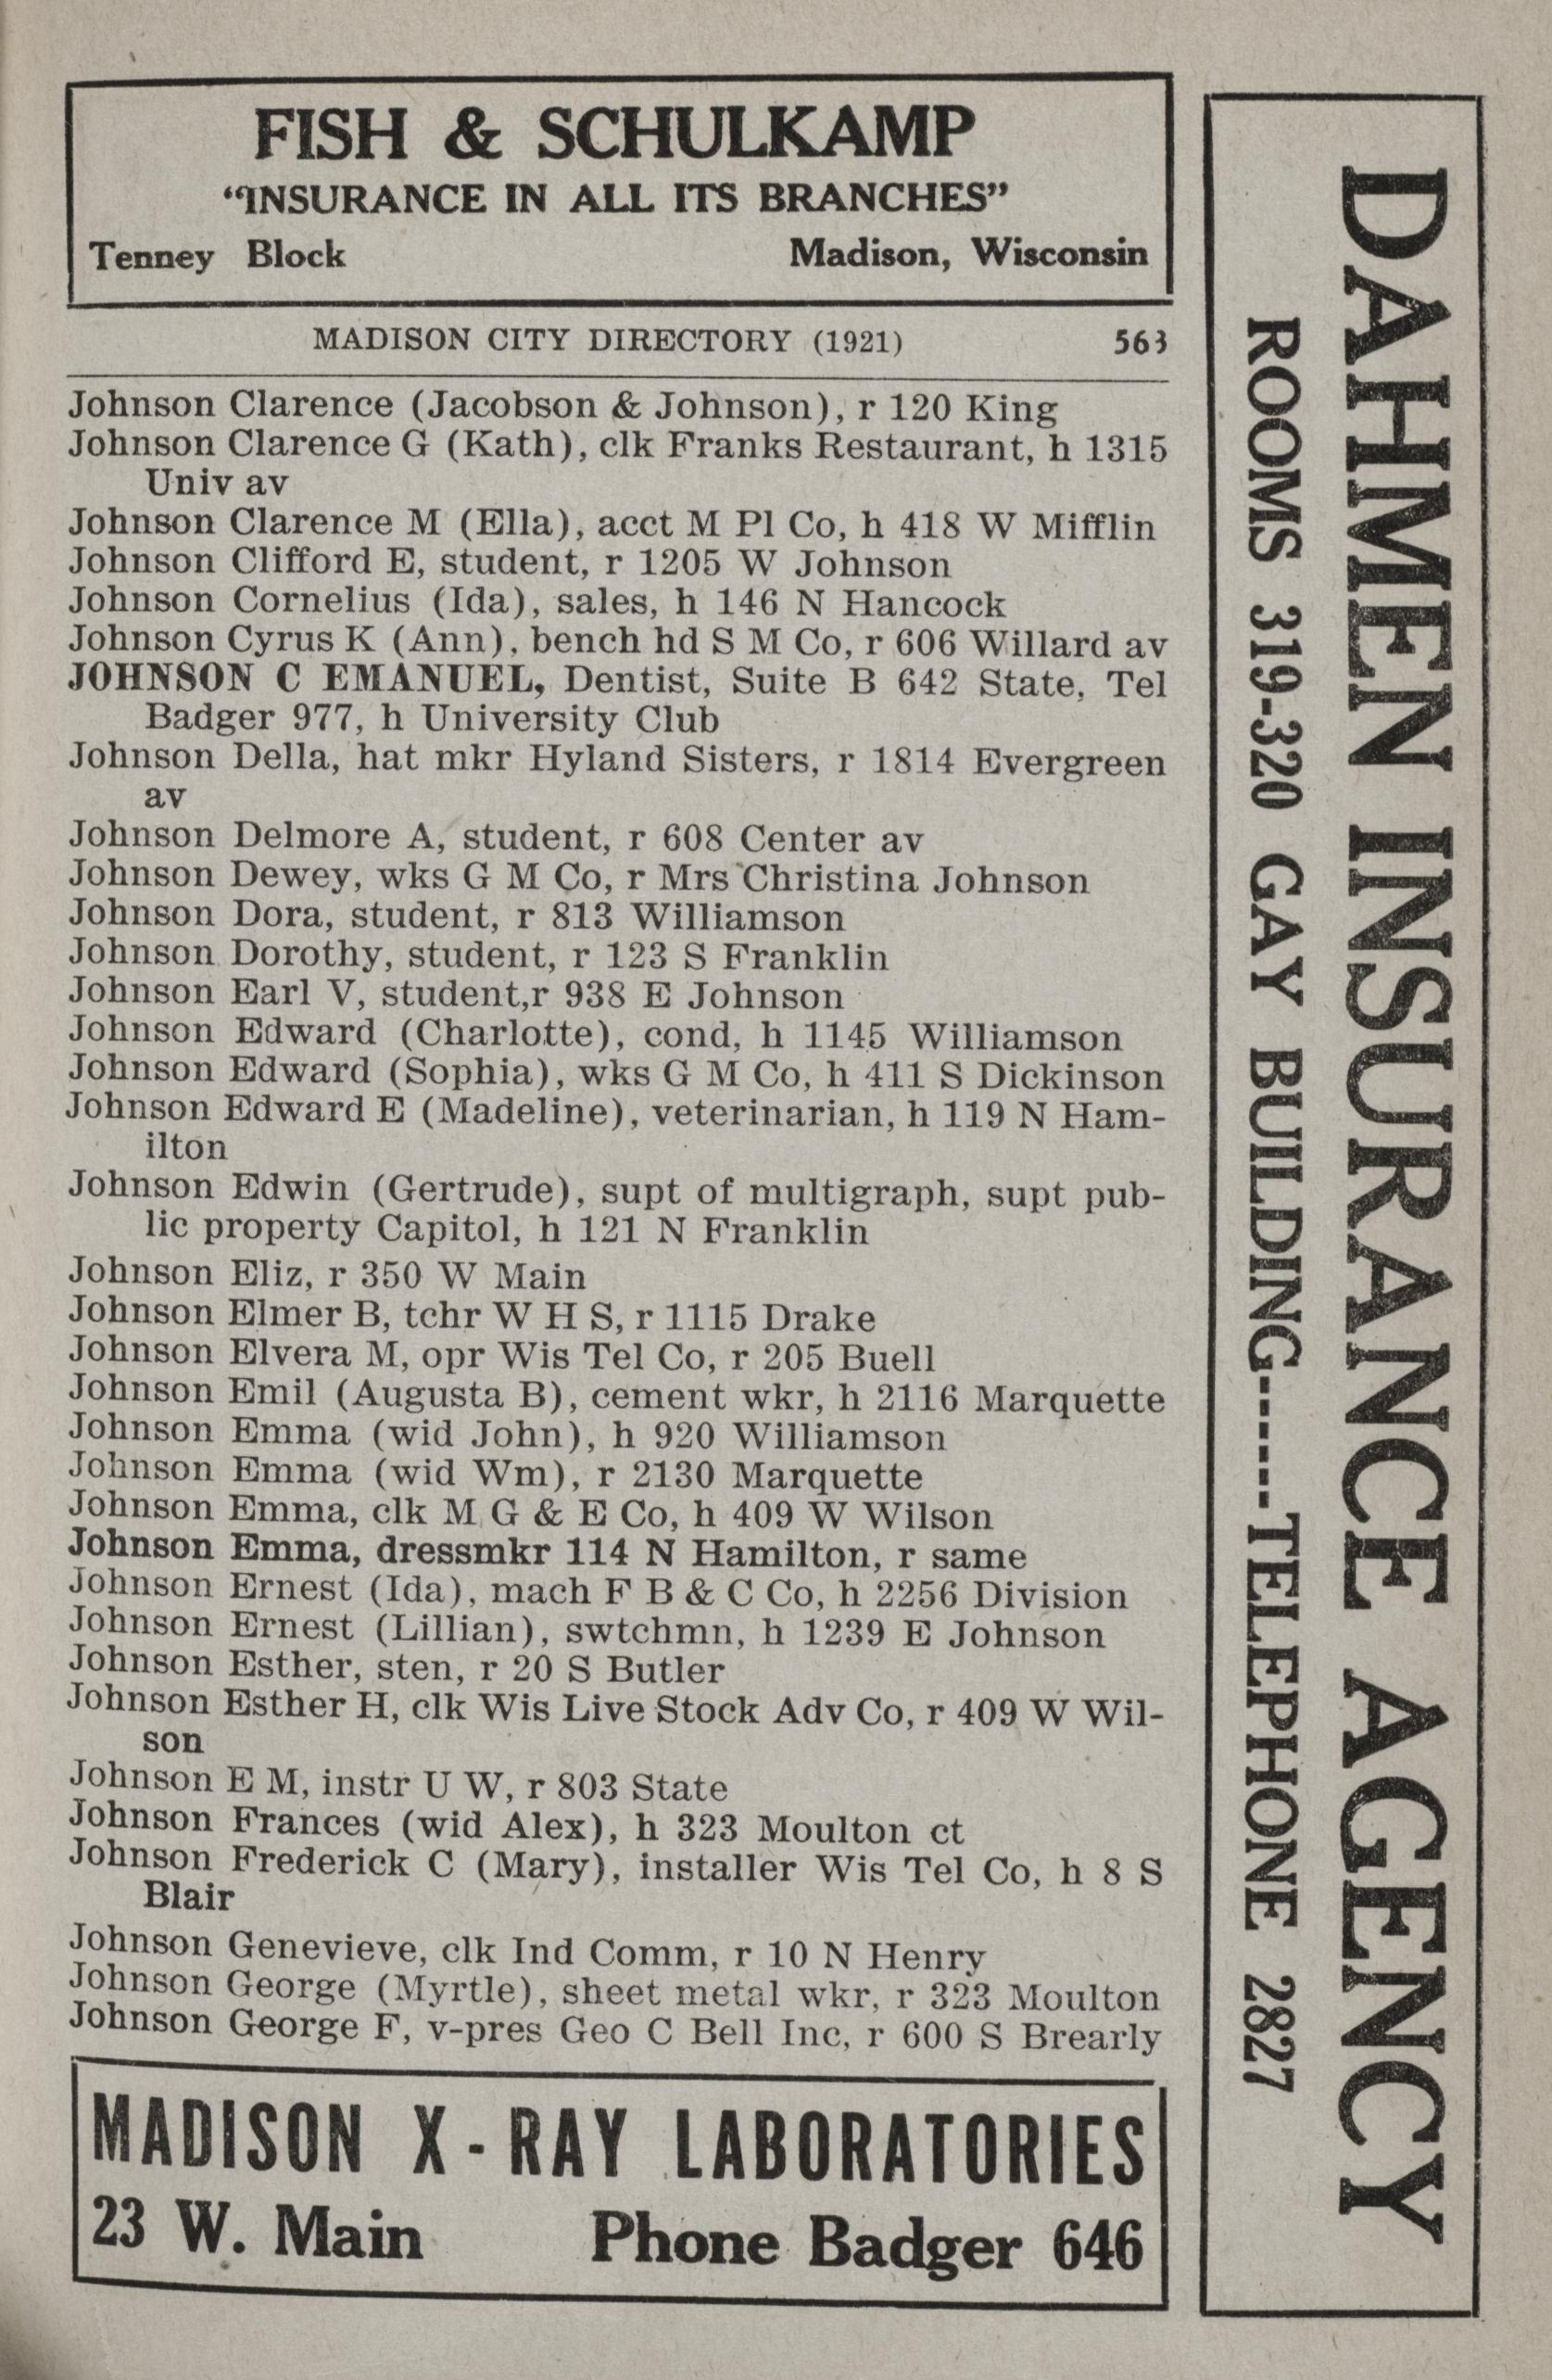 FISH & SCHULKAMP
“INSURANCE IN ALL ITS BRANCHES”
Tenney Block Madison, Wisconsin
MADISON CITY DIRECTORY (1921) 563
Johnson Clarence (Jacobson & Johnson), r 120 King
Johnson Clarence G (Kath), clk Franks Restaurant, h 1315
Univ av
Johnson Clarence M (Ella), acct M Pl Co, h 418 W Mifflin
Johnson Clifford E, student, r 1205 W Johnson
Johnson Cornelius (Ida), sales, h 146 N Hancock
Johnson Cyrus K (Ann), bench hd S M Co, r 606 Willard av
JOHNSON C EMANUEL, Dentist, Suite B 642 State, Tel
Badger 977, h University Club
Johnson Della, hat mkr Hyland Sisters, r 1814 Evergreen
av
Johnson Delmore A, student, r 608 Center av
Johnson Dewey, wks G M Co, r Mrs Christina Johnson
Johnson Dora, student, r 813 Williamson
Johnson Dorothy, student, r 123 S Franklin
Johnson Earl V, student,r 938 E Johnson
Johnson Edward (Charlotte), cond, h 1145 Williamson
Johnson Edward (Sophia), wks G M Co, h 411 S Dickinson
Johnson Edward E (Madeline), veterinarian, h 119 N Ham-
ilton
Johnson Edwin (Gertrude), supt of multigraph, supt pub-
lic property Capitol, h 121 N Franklin
Johnson Eliz, r 350 W Main
Johnson Elmer B, tchr W H S, r 1115 Drake
Johnson Elvera M, opr Wis Tel Co, r 205 Buell
Johnson Emil (Augusta B), cement wkr, h 2116 Marquette
Johnson Emma (wid John), h 920 Williamson
Johnson Emma (wid Wm), r 2130 Marquette
Johnson Emma, clk M G & E Co, h 409 W Wilson
Johnson Emma, dressmkr 114 N Hamilton, r same
Johnson Ernest (Ida), mach F B & C Co, h 2256 Division
Johnson Ernest (Lillian), swtchmn, h 1239 E Johnson
Johnson Esther, sten, r 20 S Butler
Johnson Esther H, clk Wis Live Stock Adv Co, r 409 W Wil-
son
Johnson E M, instr U W, r 803 State
Johnson Frances (wid Alex), h 323 Moulton ct
Johnson Frederick C (Mary), installer Wis Tel Co, h 8 S
Blair
Johnson Genevieve, clk Ind Comm, r 10 N Henry
Johnson George (Myrtle), sheet metal wkr, r 323 Moulton
Johnson George F, v-pres Geo C Bell Inc, r 600 S Brearly
MADISON X-RAY LABORATORIES
23 W. Main Phone Badger 646
DAHMEN INSURANCE AGENCY
ROOMS 319-320 GAY BUILDING------TELEPHONE 2827